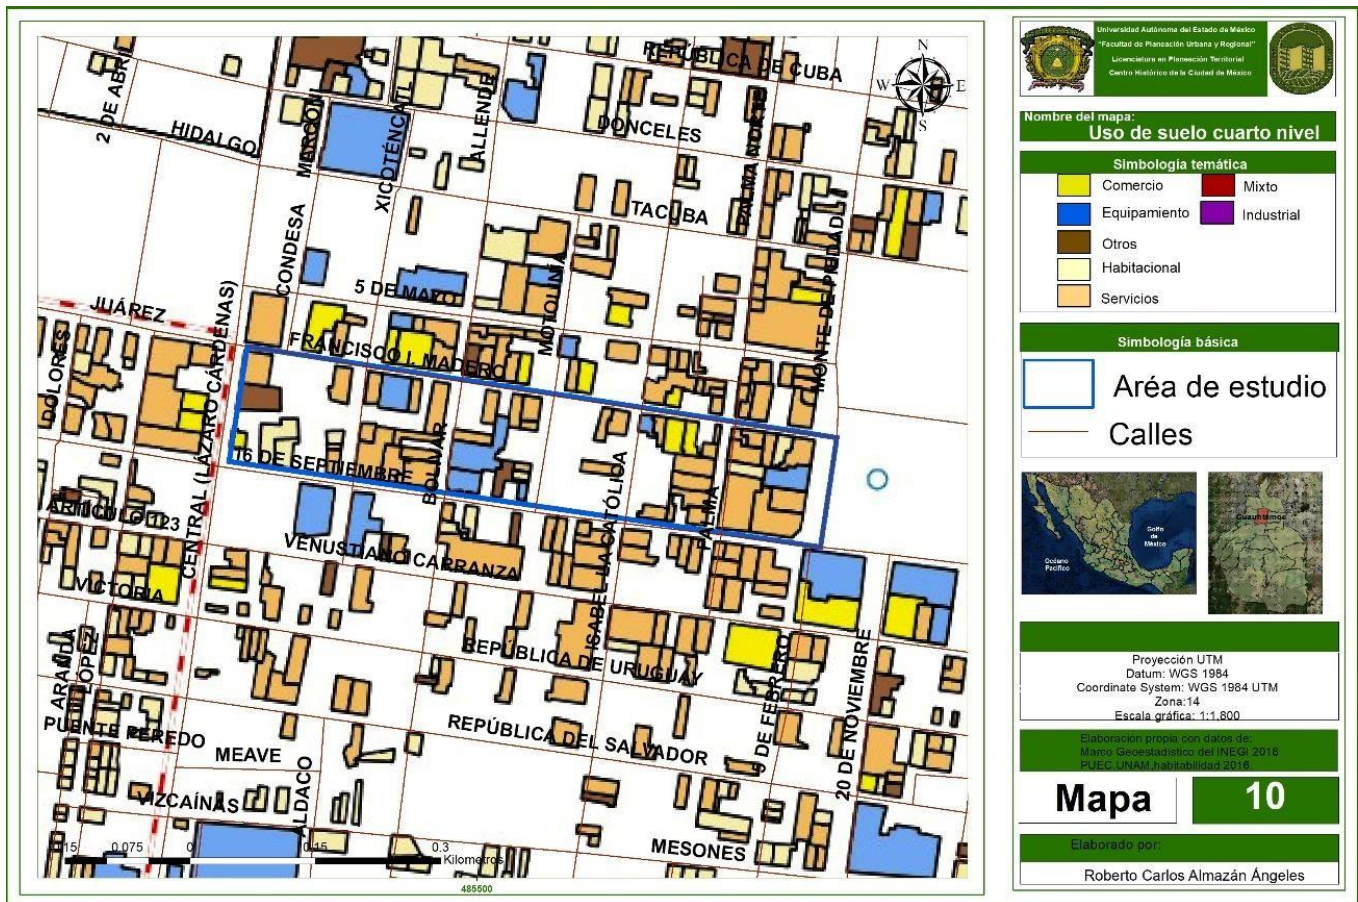 REPÚBLICA DE CUBA
2 DE ABRI
HIDALGO
MARCONI
XICOTÉNCATL
ALLENDE
DONCELES
PALMA NORTE
TACUBA
N
W
E
S
CONDESA
5 DE MAYO
MOTOLINÍA
MONTE DE PIEDAD
JUÁREZ
DOLORES
CENTRAL (LÁZARO CÁRDENAS)
FRANCISCO I. MADERO
16 DE SEPTIEMBRE
BOLIVAR
ISABEL LA CATÓLICA
PALMA
ARTÍCULO 123
VENUSTIANO CARRANZA
VICTORIA
ARANDA
LÓPEZ
REPÚBLICA DE URUGUAY
5 DE FEBRERO
20 DE NOVIEMBRE
PUENTE PEREDO
MEAVE
REPÚBLICA DEL SALVADOR
VIZCAÍNAS
ALDACO
MESONES
0.15 0.075 0 0.15 0.3
Kilometros
485500
Universidad Autónoma del Estado de México
"Facultad de Planeación Urbana y Regional"
Licenciatura en Planeación Territorial
Centro Histórico de la Ciudad de México
Nombre del mapa:
Uso de suelo cuarto nivel
Simbología temática
Comercio
Mixto
Equipamiento
Industrial
Otros
Habitacional
Servicios
Simbología básica
Aréa de estudio
Calles
Golfo
de
México
Océano
Pacífico
Cuauhtémoc
Proyección UTM
Datum: WGS 1984
Coordinate System: WGS 1984 UTM
Zona:14
Escala gráfica: 1:1,800
Elaboración propia con datos de:
Marco Geoestadístico del INEGI 2018
PUEC.UNAM,habitabilidad 2016.
Mapa
10
Elaborado por:
Roberto Carlos Almazán Ángeles